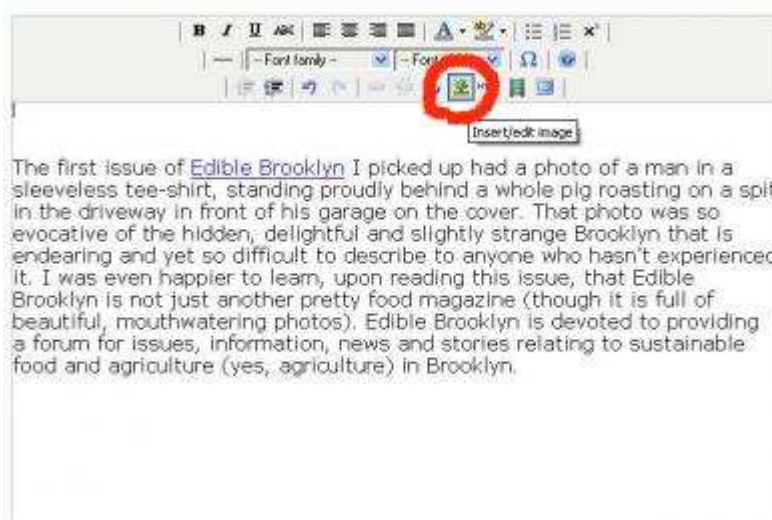 B I U ABC A
– Font family – – Font
Insert/edit image
The first issue of Edible Brooklyn I picked up had a photo of a man in a
sleeveless tee-shirt, standing proudly behind a whole pig roasting on a spit
in the driveway in front of his garage on the cover. That photo was so
evocative of the hidden, delightful and slightly strange Brooklyn that is
endearing and yet so difficult to describe to anyone who hasn't experienced
it. I was even happier to learn, upon reading this issue, that Edible
Brooklyn is not just another pretty food magazine (though it is full of
beautiful, mouthwatering photos). Edible Brooklyn is devoted to providing
a forum for issues, information, news and stories relating to sustainable
food and agriculture (yes, agriculture) in Brooklyn.